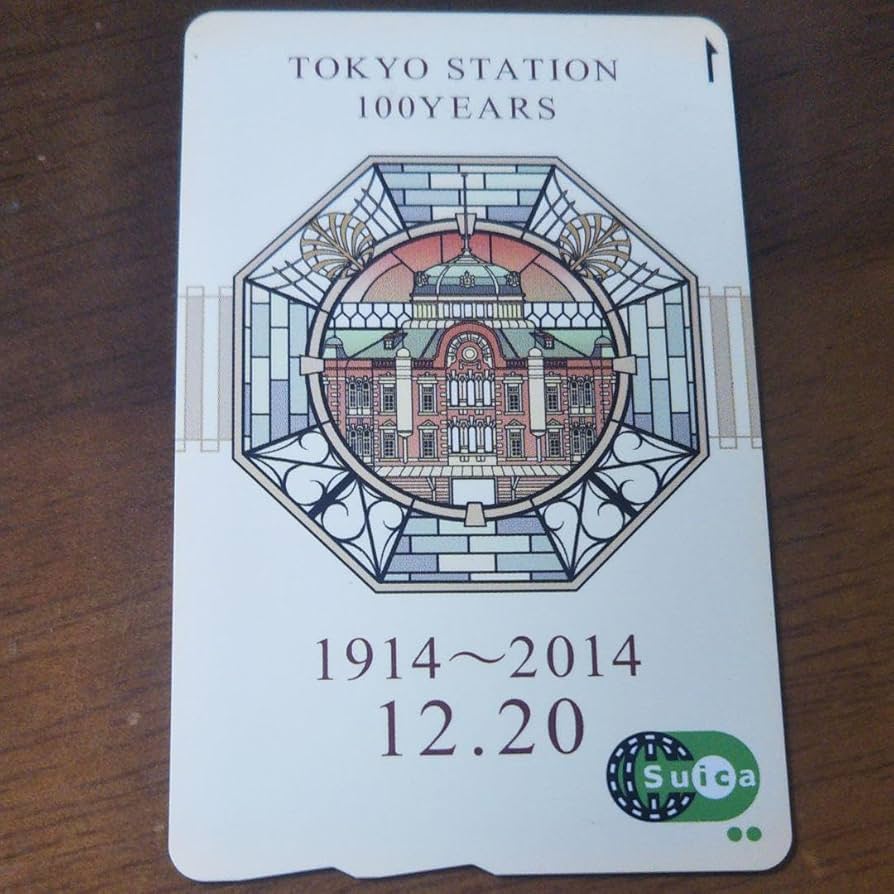 TOKYO STATION
100YEARS
1914～2014
12.20
Suica